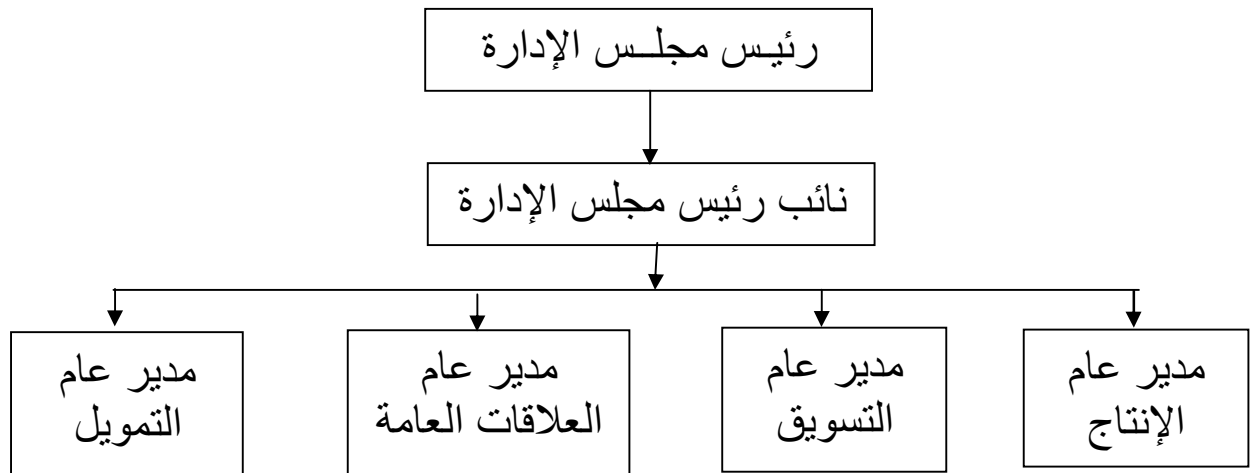 رئيس مجلس الإدارة
نائب رئيس مجلس الإدارة
مدير عام
الإنتاج
مدير عام
التسويق
مدير عام
العلاقات العامة
مدير عام
التمويل